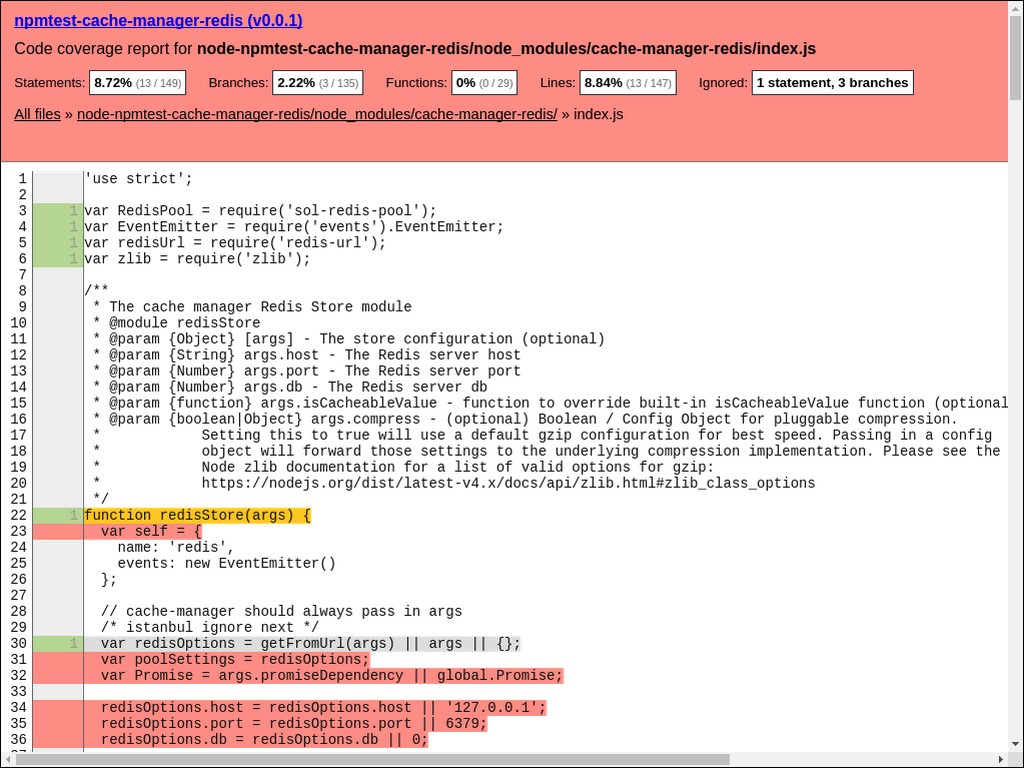 npmtest-cache-manager-redis (v0.0.1)
Code coverage report for node-npmtest-cache-manager-redis/node_modules/cache-manager-redis/index.js
Statements: 8.72% (13 / 149) Branches: 2.22% (3 / 135) Functions: 0% (0 / 29) Lines: 8.84% (13 / 147) Ignored: 1 statement, 3 branches
All files » node-npmtest-cache-manager-redis/node_modules/cache-manager-redis/ » index.js
1 'use strict';
2
3 1 var RedisPool = require('sol-redis-pool');
4 1 var EventEmitter = require('events').EventEmitter;
5 1 var redisUrl = require('redis-url');
6 1 var zlib = require('zlib');
7
8 /**
9 * The cache manager Redis Store module
10 * @module redisStore
11 * @param {Object} [args] - The store configuration (optional)
12 * @param {String} args.host - The Redis server host
13 * @param {Number} args.port - The Redis server port
14 * @param {Number} args.db - The Redis server db
15 * @param {function} args.isCacheableValue - function to override built-in isCacheableValue function (optional
16 * @param {boolean|Object} args.compress - (optional) Boolean / Config Object for pluggable compression.
17 * Setting this to true will use a default gzip configuration for best speed. Passing in a config
18 * object will forward those settings to the underlying compression implementation. Please see the
19 * Node zlib documentation for a list of valid options for gzip:
20 * https://nodejs.org/dist/latest-v4.x/docs/api/zlib.html#zlib_class_options
21 */
22 1 function redisStore(args) {
23 var self = {
24 name: 'redis',
25 events: new EventEmitter()
26 };
27
28 // cache-manager should always pass in args
29 /* istanbul ignore next */
30 1 var redisOptions = getFromUrl(args) || args || {};
31 var poolSettings = redisOptions;
32 var Promise = args.promiseDependency || global.Promise;
33
34 redisOptions.host = redisOptions.host || '127.0.0.1';
35 redisOptions.port = redisOptions.port || 6379;
36 redisOptions.db = redisOptions.db || 0;